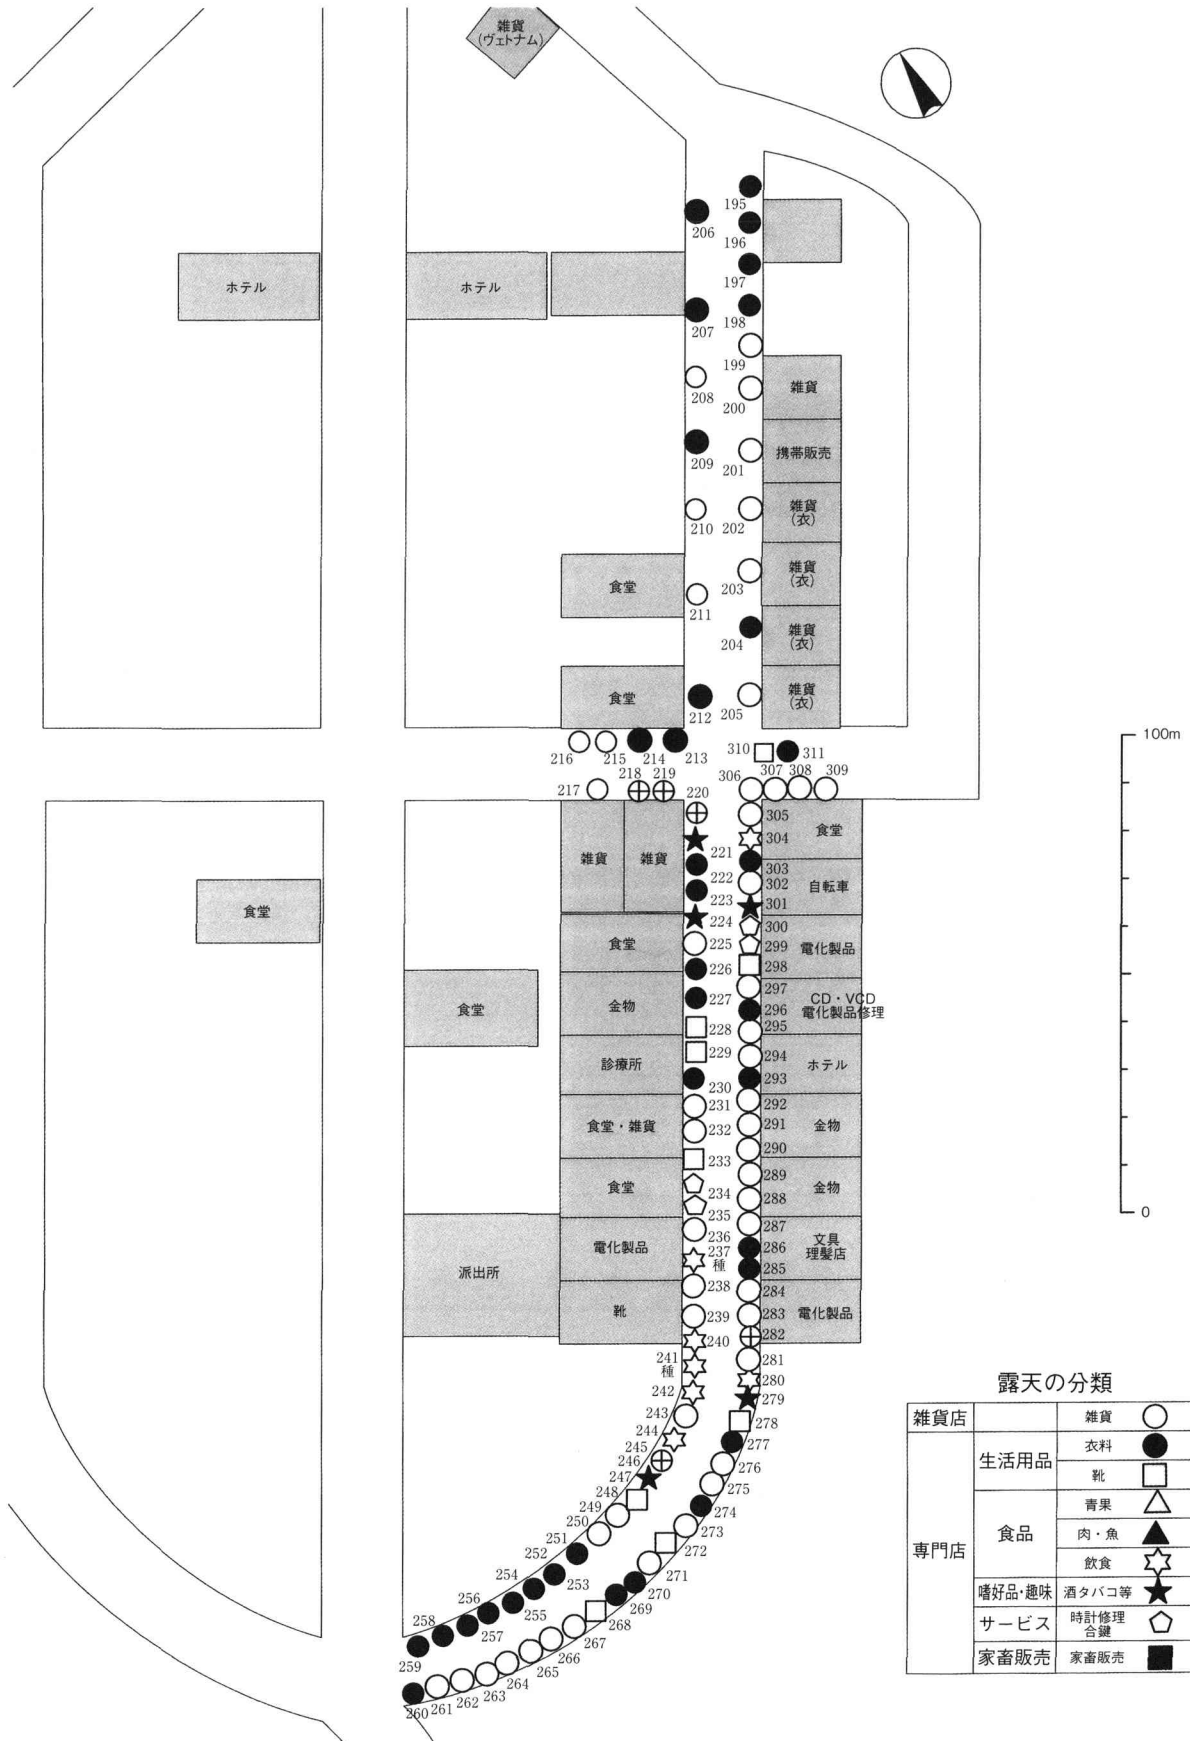 雑貨
(ヴェトナム)
195
206
196
197
ホテル
ホテル
207
198
199
208
200
雑貨
209
201
携帯販売
210
202
雑貨
(衣)
食堂
211
203
雑貨
(衣)
204
雑貨
(衣)
食堂
212
205
雑貨
(衣)
100m
216
215
214
213
310
311
217
218
219
220
306
307
308
309
305
304
食堂
雑貨
雑貨
221
303
222
302
自転車
223
301
食堂
224
300
食堂
225
299
電化製品
226
298
食堂
金物
227
297
CD・VCD
296
電化製品修理
228
295
229
294
診療所
ホテル
230
293
231
292
食堂・雑貨
232
291
金物
290
233
289
食堂
234
288
金物
235
0
236
287
電化製品
237
種
286
文具
理髪店
派出所
238
285
284
靴
239
283
電化製品
240
282
241
種
281
242
280
279
243
278
244
277
245
276
246
275
247
248
274
249
273
250
272
251
271
252
270
253
269
254
268
255
267
256
266
257
265
258
264
259
263
260
261
262
露天の分類
雑貨店 雑貨
専門店
生活用品 衣料
靴
食品 青果
肉・魚
飲食
嗜好品・趣味 酒タバコ等
サービス 時計修理
合鍵
家畜販売 家畜販売